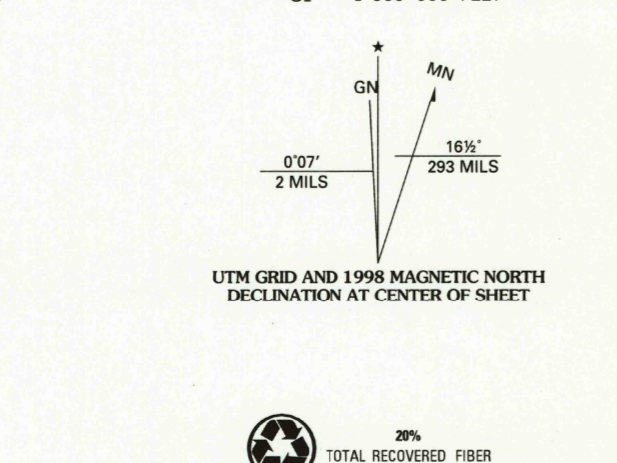 GN
MN
0°07'
2 MILS
16½°
293 MILS
UTM GRID AND 1998 MAGNETIC NORTH
DECLINATION AT CENTER OF SHEET
20%
TOTAL RECOVERED FIBER